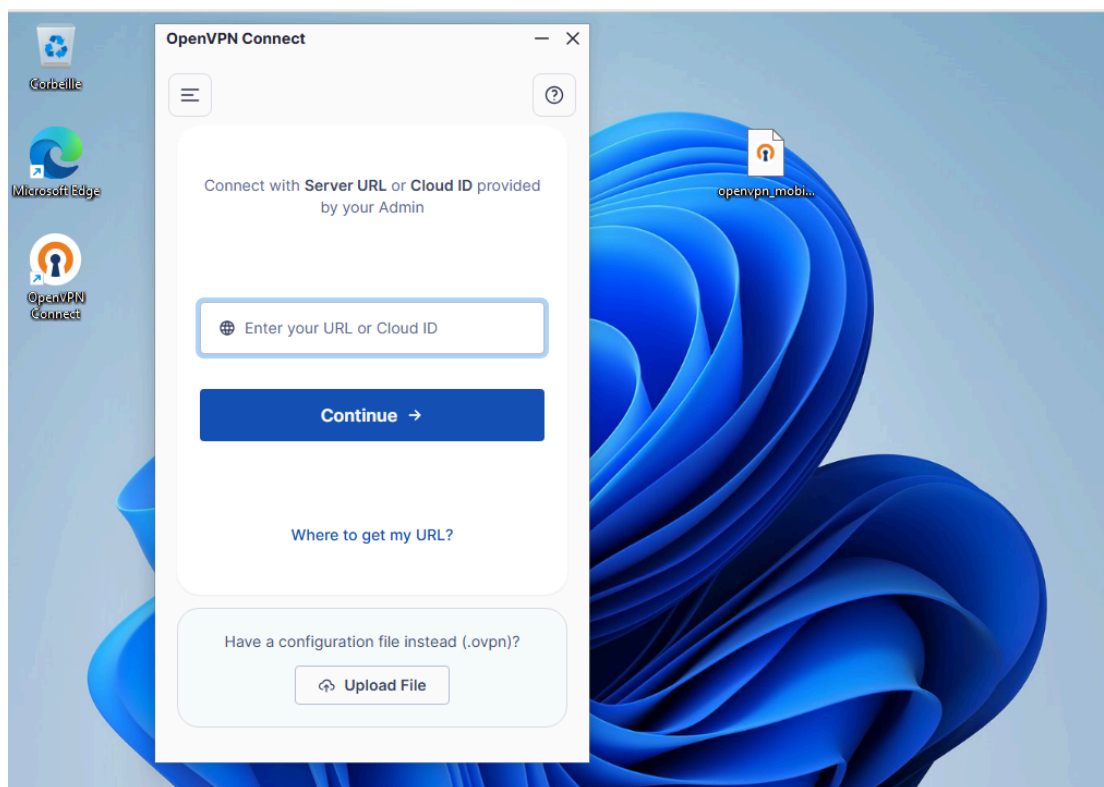 OpenVPN Connect
Corbeille
Microsoft Edge
OpenVPN
Connect
Connect with Server URL or Cloud ID provided
by your Admin
Enter your URL or Cloud ID
Continue
Where to get my URL?
Have a configuration file instead (.ovpn)?
Upload File
openvpn_mobi...